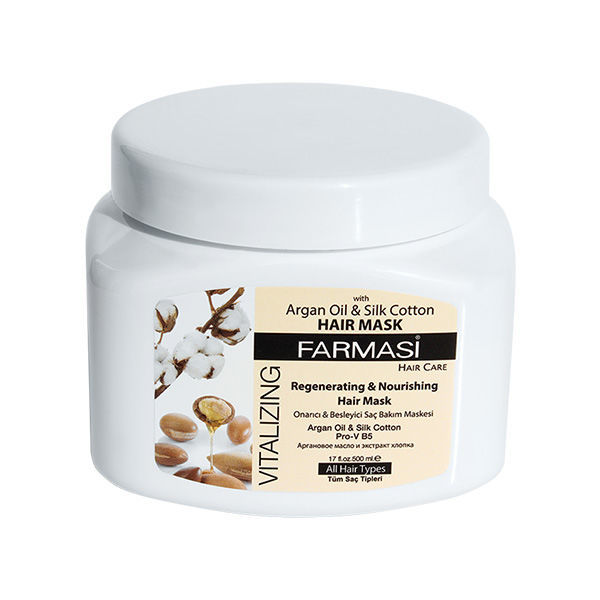 with
Argan Oil & Silk Cotton
HAIR MASK
FARMASi
HAIR CARE
VITALIZING
Regenerating & Nourishing
Hair Mask
Onarıcı & Besleyici Saç Bakım Maskesi
Argan Oil & Silk Cotton
Pro-V B5
Аргановое масло и экстракт хлопка
17 fl.oz.500 ml.e
All Hair Types
Tüm Saç Tipleri